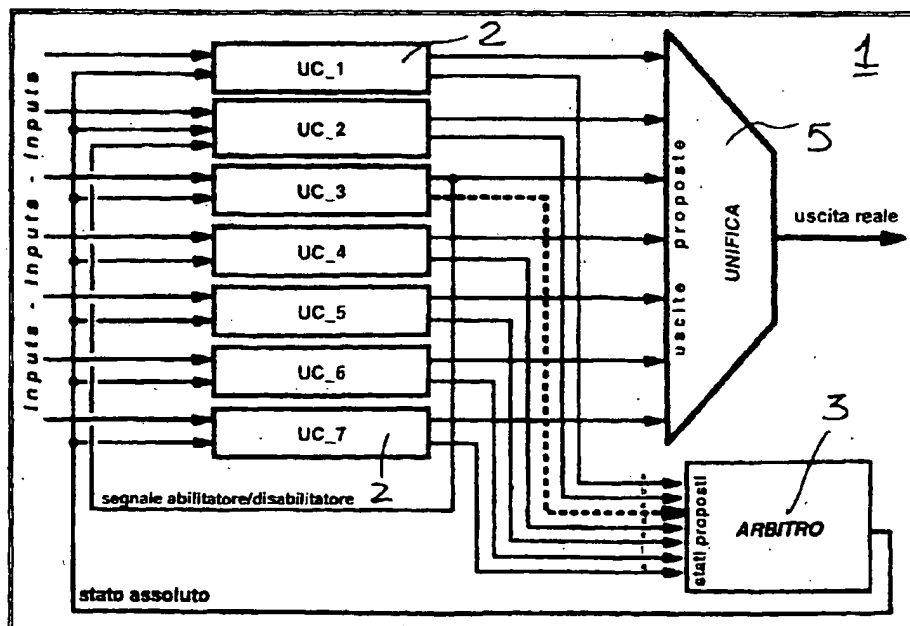 1
Inputs - Inputs - Inputs
UC_1
2
UC_2
UC_3
UC_4
UC_5
UC_6
UC_7
2
uscite proposte
UNIFICA
5
uscita reale
segnale abilitatore/disabilitatore
stati proposti
ARBITRO
3
stato assoluto